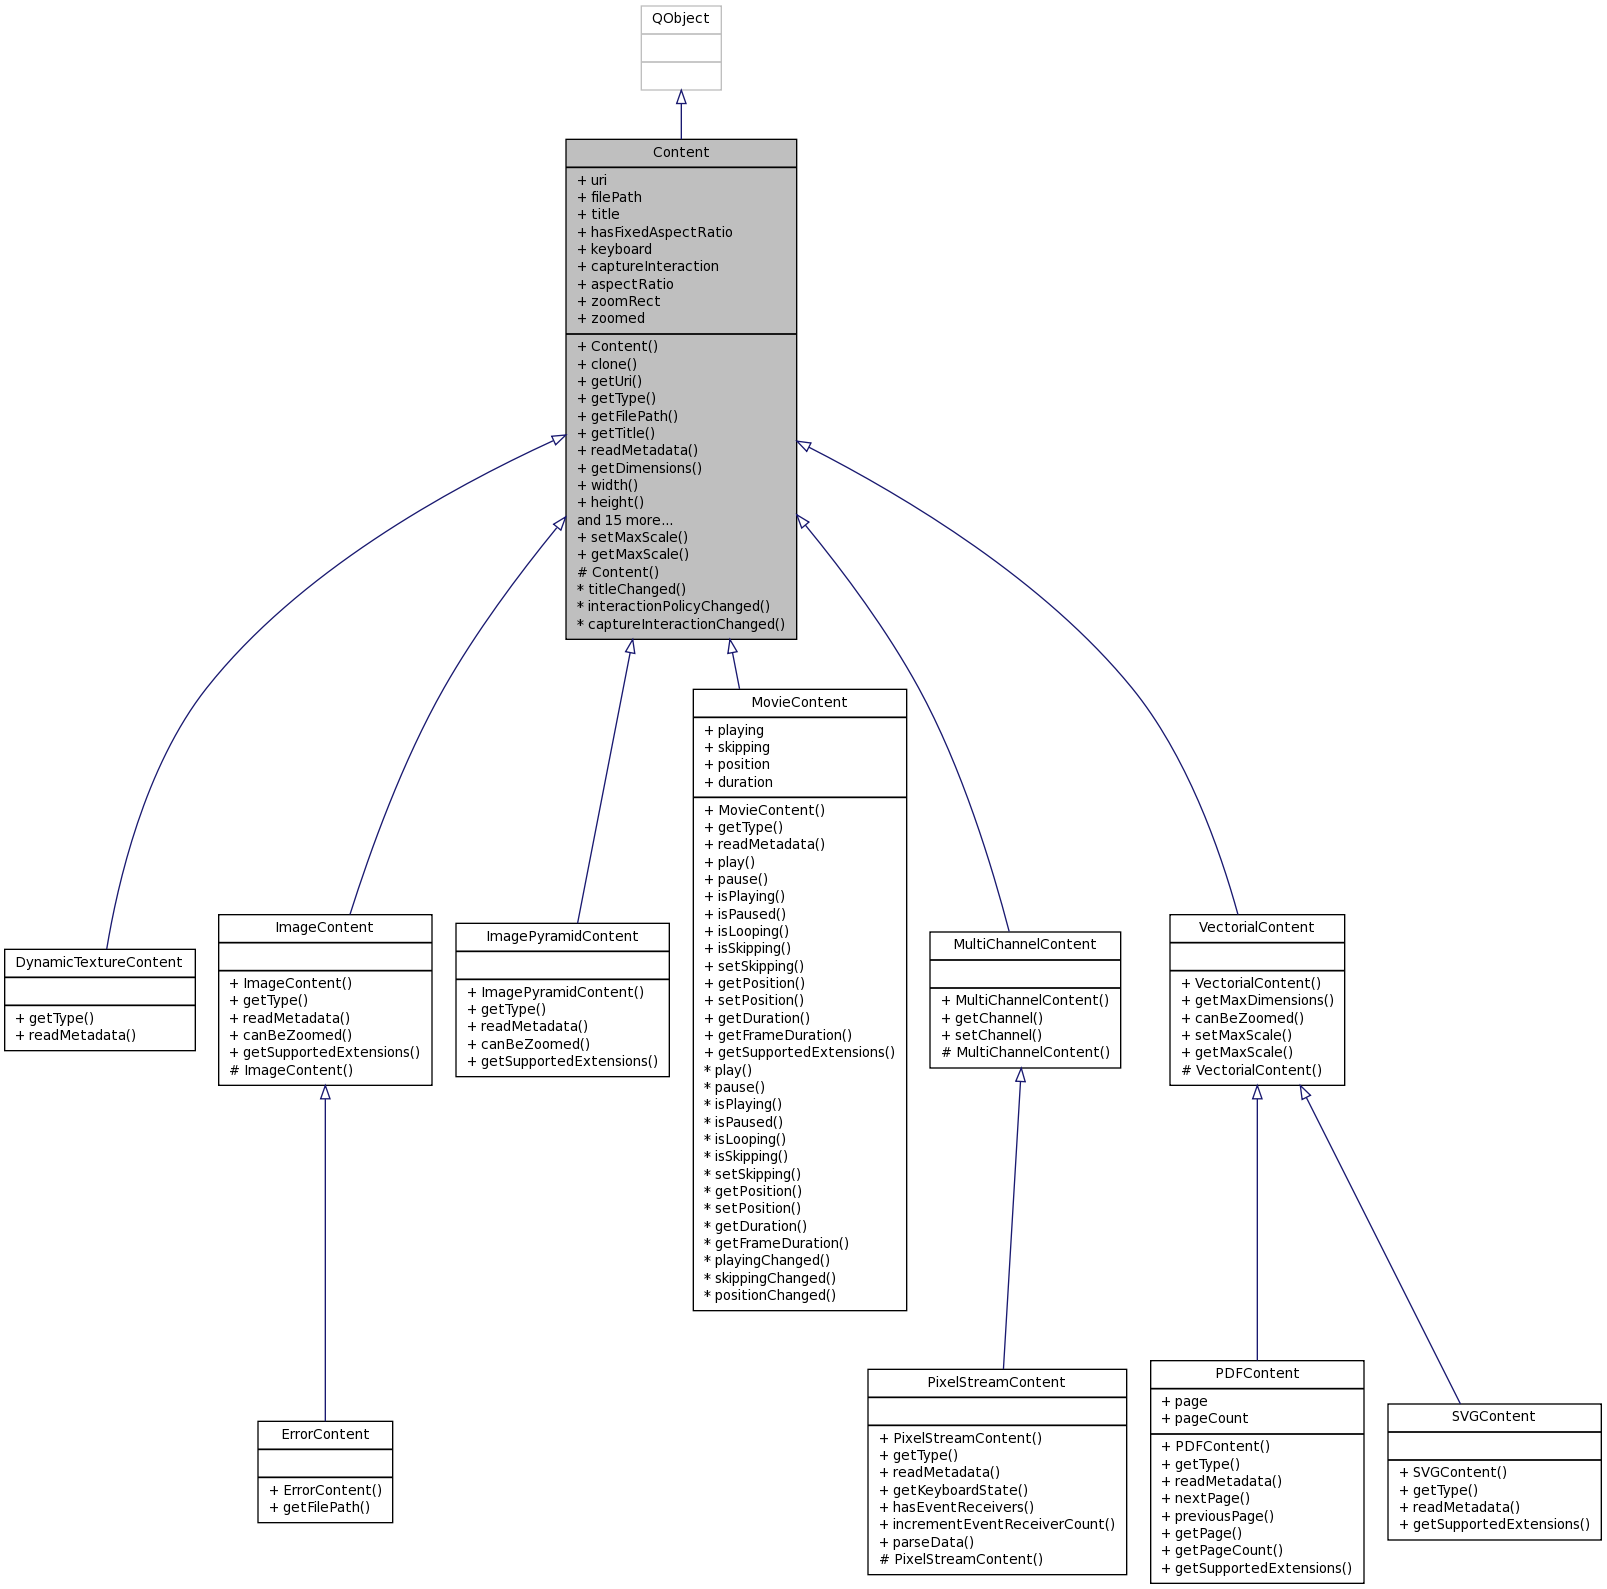 QObject
Content
+ uri
+ filePath
+ title
+ hasFixedAspectRatio
+ keyboard
+ captureInteraction
+ aspectRatio
+ zoomRect
+ zoomed
+ Content()
+ clone()
+ getUri()
+ getType()
+ getFilePath()
+ getTitle()
+ readMetadata()
+ getDimensions()
+ width()
+ height()
and 15 more...
+ setMaxScale()
+ getMaxScale()
# Content()
* titleChanged()
* interactionPolicyChanged()
* captureInteractionChanged()
DynamicTextureContent
+ getType()
+ readMetadata()
ImageContent
+ ImageContent()
+ getType()
+ readMetadata()
+ canBeZoomed()
+ getSupportedExtensions()
# ImageContent()
ImagePyramidContent
+ ImagePyramidContent()
+ getType()
+ readMetadata()
+ canBeZoomed()
+ getSupportedExtensions()
MovieContent
+ playing
+ skipping
+ position
+ duration
+ MovieContent()
+ getType()
+ readMetadata()
+ play()
+ pause()
+ isPlaying()
+ isPaused()
+ isLooping()
+ isSkipping()
+ setSkipping()
+ getPosition()
+ setPosition()
+ getDuration()
+ getFrameDuration()
+ getSupportedExtensions()
* play()
* pause()
* isPlaying()
* isPaused()
* isLooping()
* isSkipping()
* setSkipping()
* getPosition()
* setPosition()
* getDuration()
* getFrameDuration()
* playingChanged()
* skippingChanged()
* positionChanged()
MultiChannelContent
+ MultiChannelContent()
+ getChannel()
+ setChannel()
# MultiChannelContent()
VectorialContent
+ VectorialContent()
+ getMaxDimensions()
+ canBeZoomed()
+ setMaxScale()
+ getMaxScale()
# VectorialContent()
ErrorContent
+ ErrorContent()
+ getFilePath()
PixelStreamContent
+ PixelStreamContent()
+ getType()
+ readMetadata()
+ getKeyboardState()
+ hasEventReceivers()
+ incrementEventReceiverCount()
+ parseData()
# PixelStreamContent()
PDFContent
+ page
+ pageCount
+ PDFContent()
+ getType()
+ readMetadata()
+ nextPage()
+ previousPage()
+ getPage()
+ getPageCount()
+ getSupportedExtensions()
SVGContent
+ SVGContent()
+ getType()
+ readMetadata()
+ getSupportedExtensions()